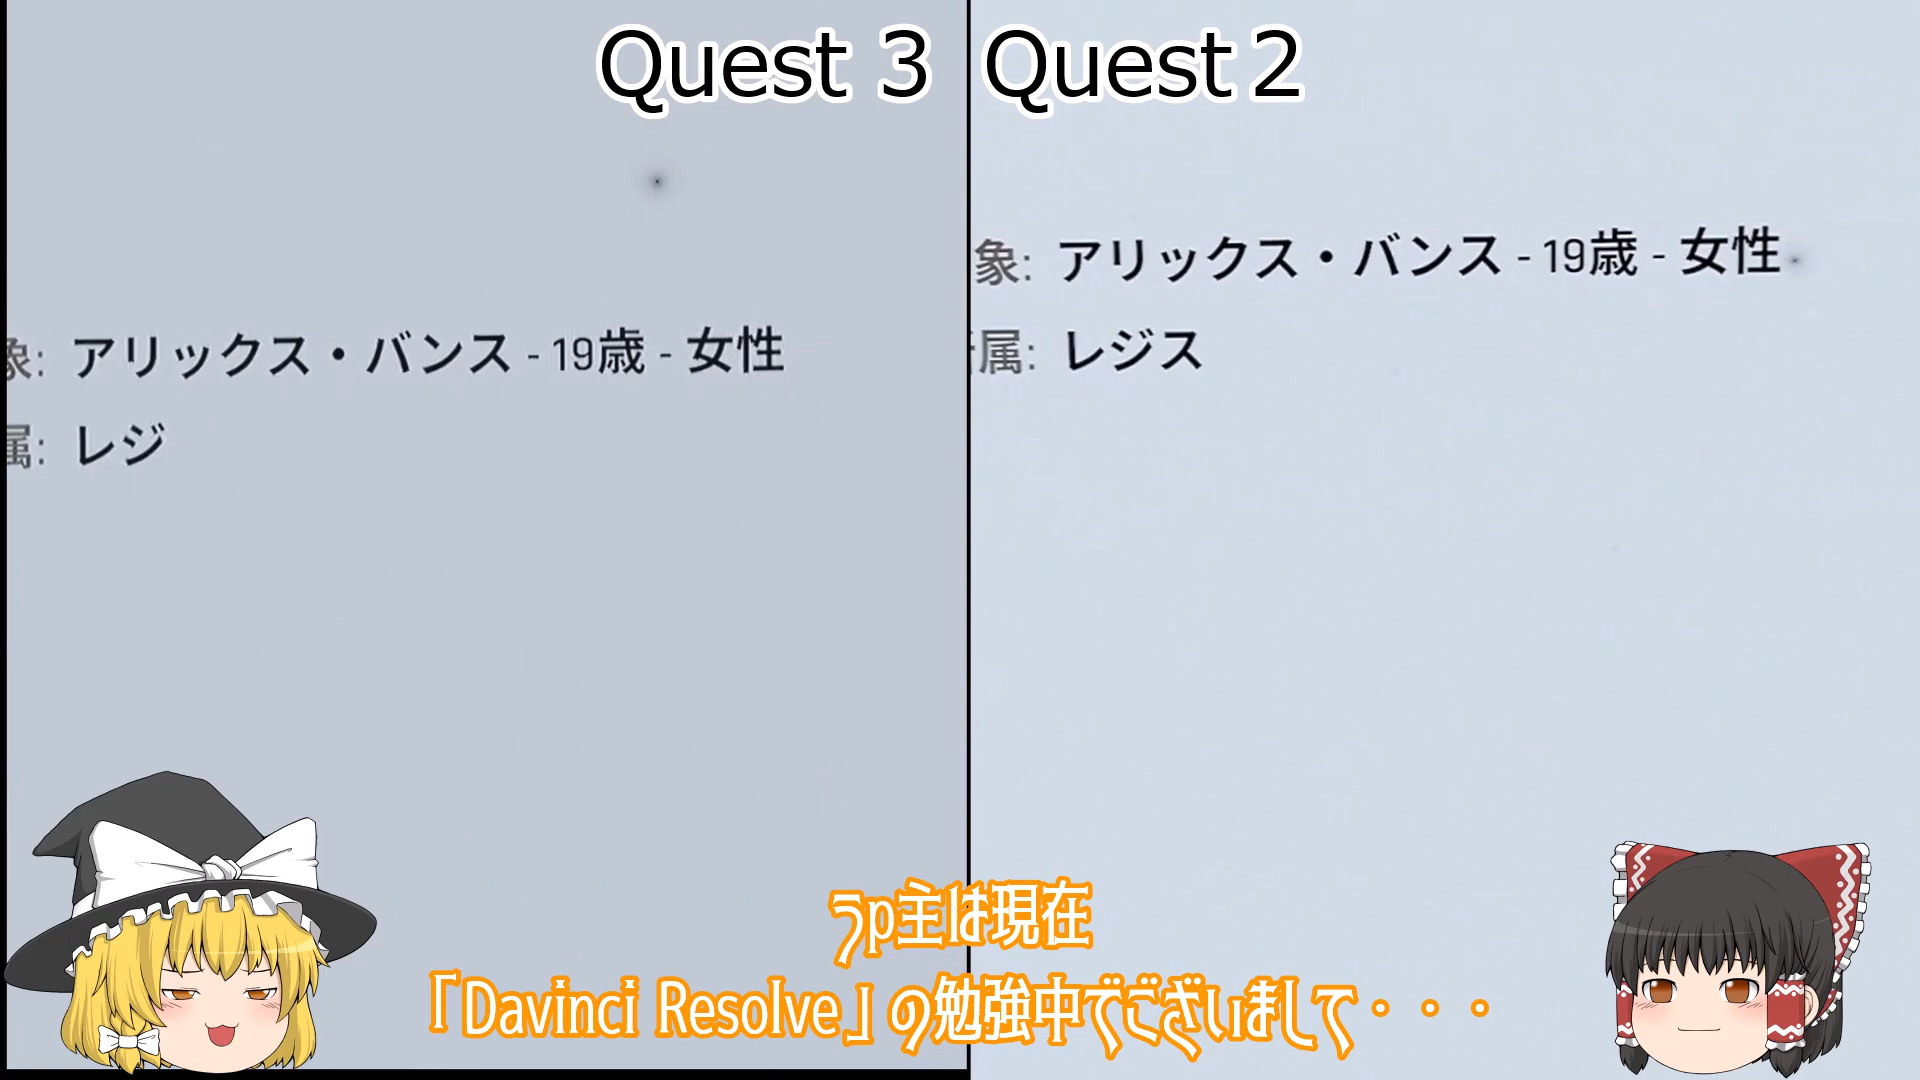 Quest 3
Quest 2
象: アリックス・バンス - 19歳 - 女性
属: レジ
象: アリックス・バンス - 19歳 - 女性
属: レジス
うp主は現在
「Davinci Resolve」の勉強中でございまして・・・